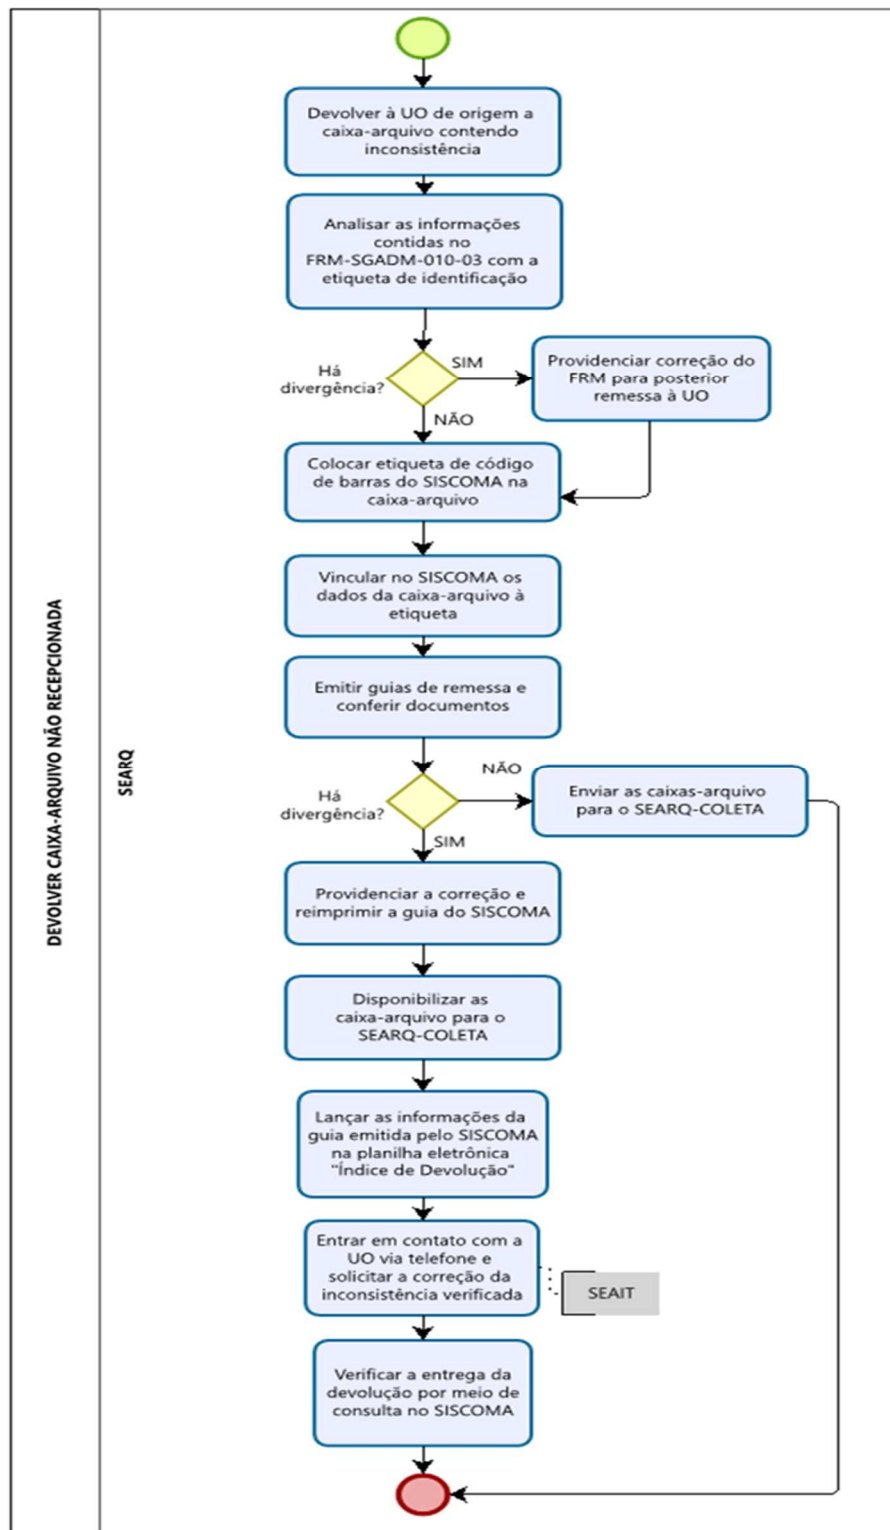 DEVOLVER CAIXA-ARQUIVO NÃO RECEPCIONADA
SEARQ
Devolver à UO de origem a
caixa-arquivo contendo
inconsistência
Analisar as informações
contidas no
FRM-SGADM-010-03 com a
etiqueta de identificação
Há
divergência?
SIM
Providenciar correção do
FRM para posterior
remessa à UO
NÃO
Colocar etiqueta de código
de barras do SISCOMA na
caixa-arquivo
Vincular no SISCOMA os
dados da caixa-arquivo à
etiqueta
Emitir guias de remessa e
conferir documentos
Há
divergência?
NÃO
Enviar as caixas-arquivo
para o SEARQ-COLETA
SIM
Providenciar a correção e
reimprimir a guia do SISCOMA
Disponibilizar as
caixa-arquivo para o
SEARQ-COLETA
Lançar as informações da
guia emitida pelo SISCOMA
na planilha eletrônica
"Índice de Devolução"
Entrar em contato com a
UO via telefone e
solicitar a correção da
inconsistência verificada
SEAIT
Verificar a entrega da
devolução por meio de
consulta no SISCOMA